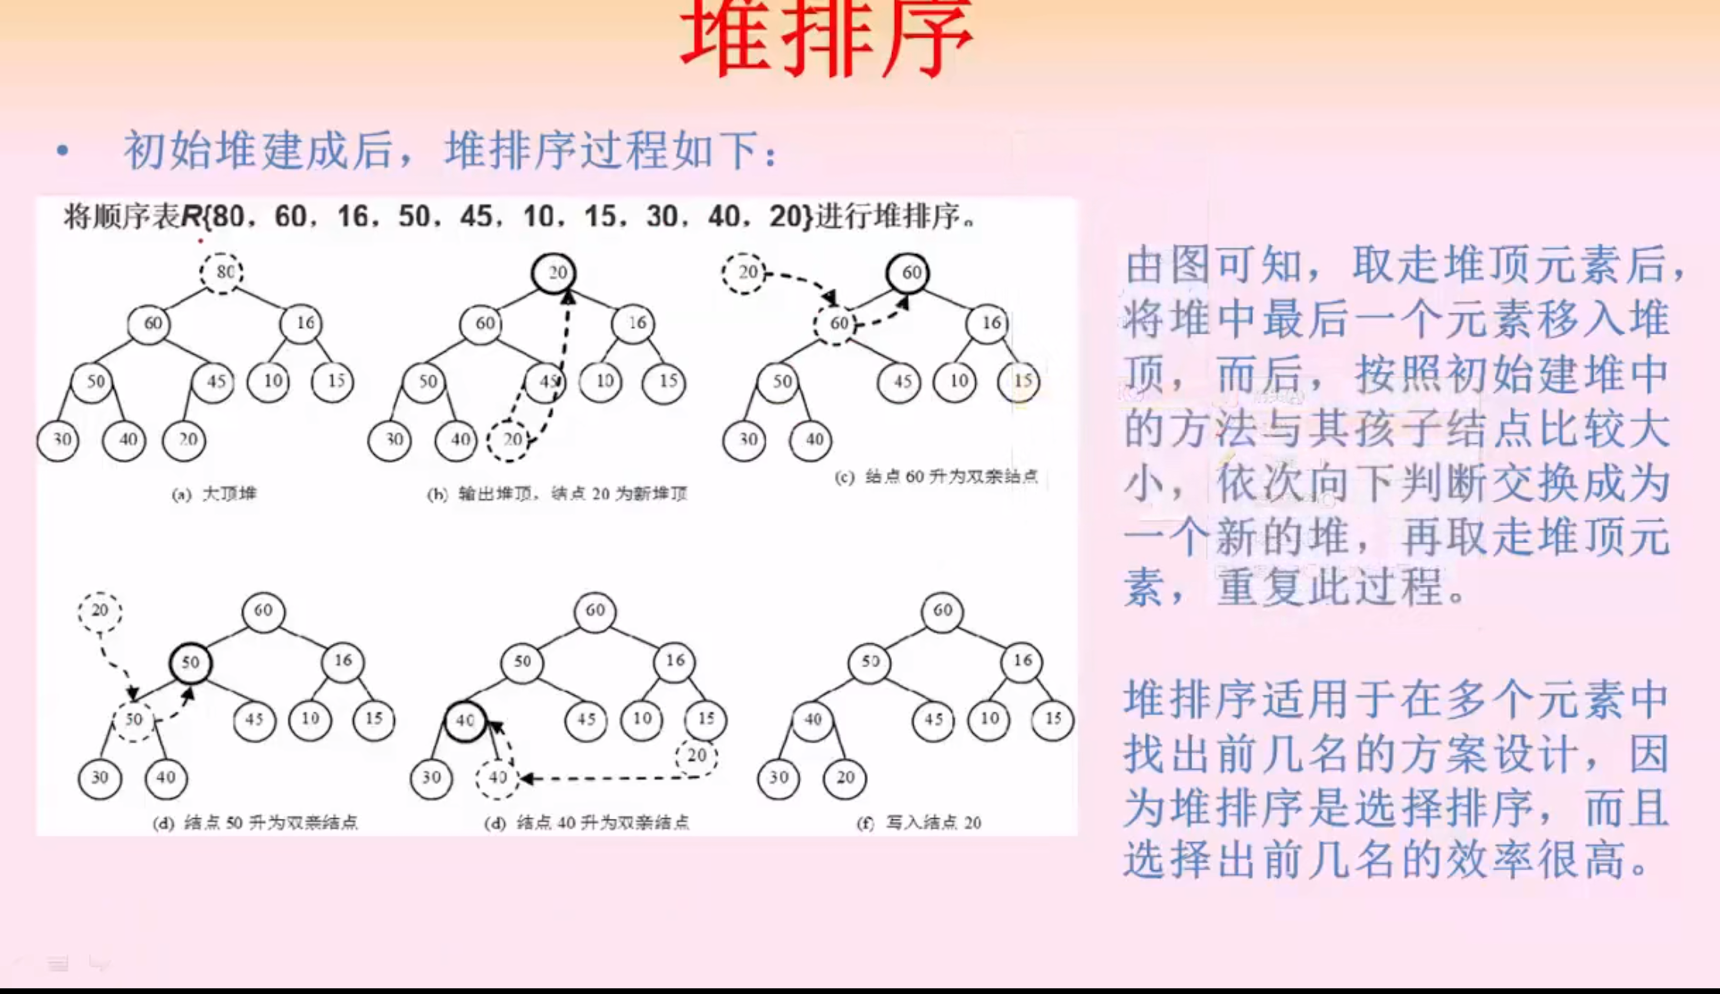 堆排序
• 初始堆建成后，堆排序过程如下：
将顺序表R{80，60，16，50，45，10，15，30，40，20}进行堆排序。
80
60 16
50 45 10 15
30 40 20
(a) 大顶堆
20
60 16
50 45 10 15
30 40 20
(b) 输出堆顶，结点 20 为新堆顶
20 60
60 16
50 45 10 15
30 40
(c) 结点 60 升为双亲结点
20 60
50 16
50 45 10 15
30 40
(d) 结点 50 升为双亲结点
60
50 16
40 45 10 15
30 40 20
(d) 结点 40 升为双亲结点
60
50 16
40 45 10 15
30 20
(f) 写入结点 20
由图可知，取走堆顶元素后，
将堆中最后一个元素移入堆
顶，而后，按照初始建堆中
的方法与其孩子结点比较大
小，依次向下判断交换成为
一个新的堆，再取走堆顶元
素，重复此过程。
堆排序适用于在多个元素中
找出前几名的方案设计，因
为堆排序是选择排序，而且
选择出前几名的效率很高。